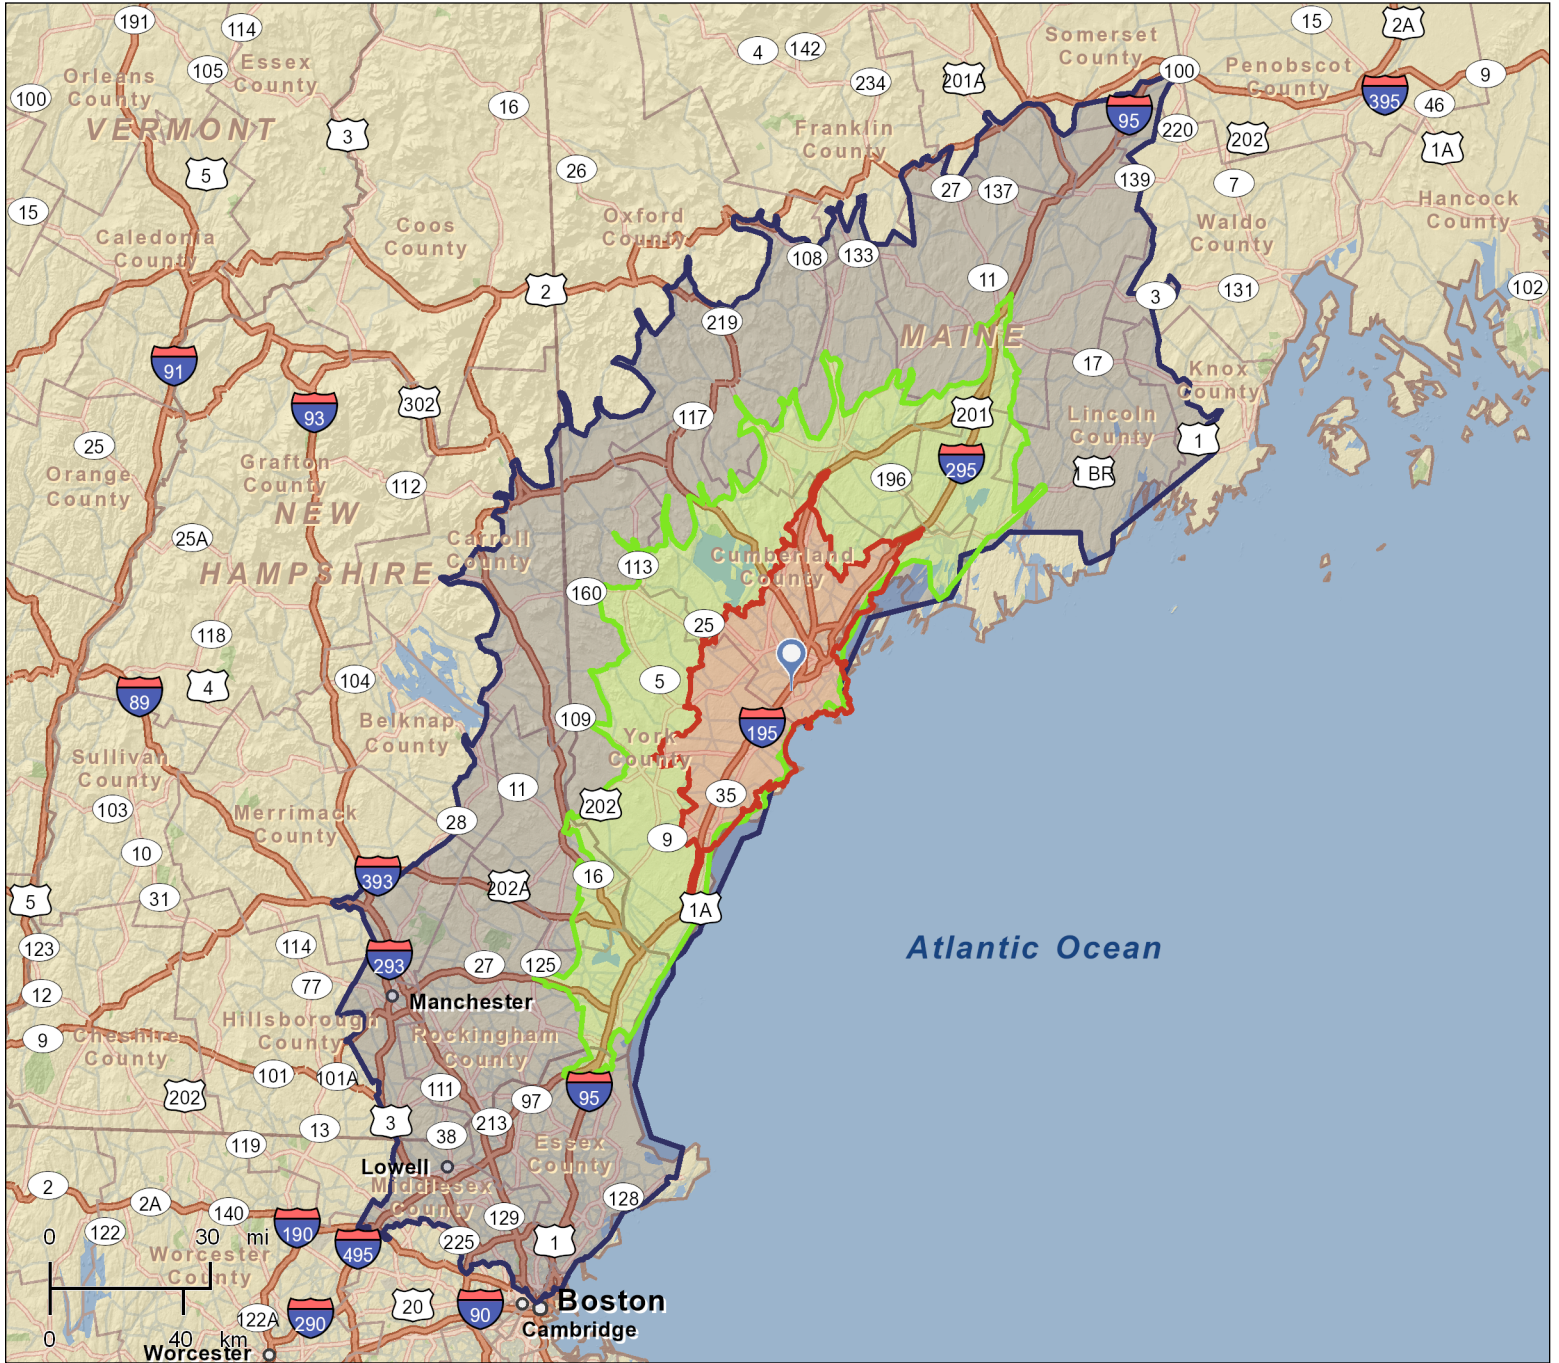 191
114
15
2A
4
142
Somerset
County
105
Essex
County
Orleans
County
100
234
201A
100
Penobscot
County
9
395
46
16
VERMONT
3
Franklin
County
95
220
202
1A
5
26
27
137
139
7
15
Hancock
County
Caledonia
County
Coos
County
Oxford
County
Waldo
County
108
133
11
2
3
131
102
219
MAINE
91
17
Knox
County
93
302
117
201
Lincoln
County
1
25
Orange
County
Grafton
County
112
196
295
1 BR
NEW
25A
Carroll
County
Cumberland
County
HAMPSHIRE
113
160
118
25
104
5
4
89
109
195
Belknap
County
York
County
Sullivan
County
11
35
202
103
Merrimack
County
28
9
10
393
16
202A
31
5
1A
123
114
293
27
125
Atlantic Ocean
12
77
Manchester
Hillsborough
County
Rockingham
County
9
Cheshire
County
101
101A
111
95
202
97
3
213
13
38
119
Essex
County
Lowell
2
Middlesex
County
128
2A
140
129
190
122
0
30
mi
225
1
495
Worcester
County
Boston
20
90
122A
290
Cambridge
0
40
km
Worcester